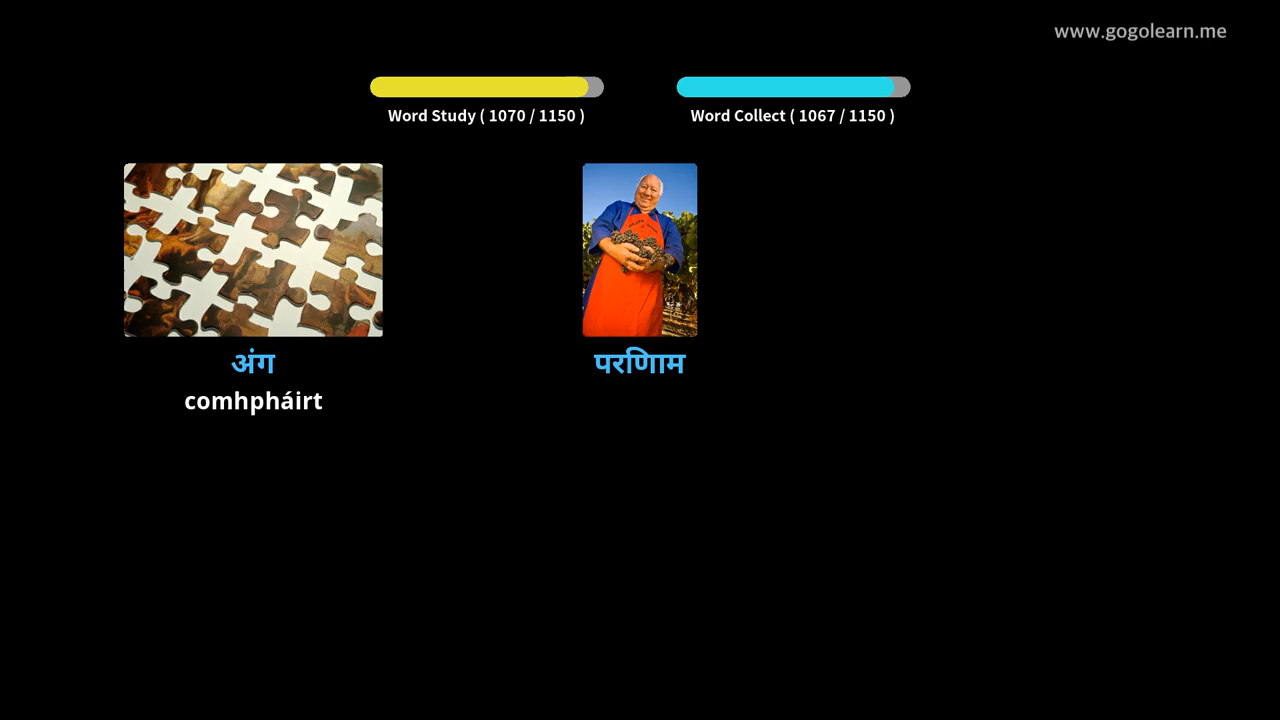 www.gogolearn.me
Word Study ( 1070 / 1150 )
Word Collect ( 1067 / 1150 )
अंग
परिणाम
comhpháirt